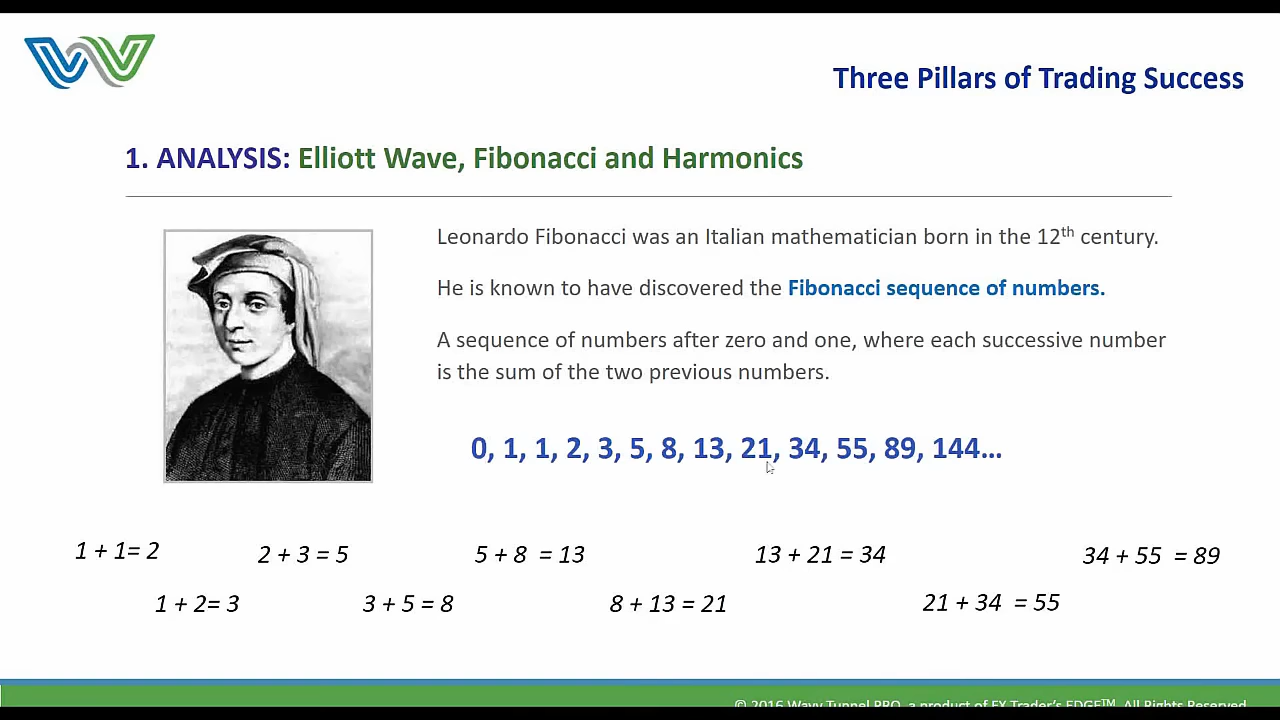 Three Pillars of Trading Success
1. ANALYSIS: Elliott Wave, Fibonacci and Harmonics
Leonardo Fibonacci was an Italian mathematician born in the 12th century.
He is known to have discovered the Fibonacci sequence of numbers.
A sequence of numbers after zero and one, where each successive number
is the sum of the two previous numbers.
0, 1, 1, 2, 3, 5, 8, 13, 21, 34, 55, 89, 144...
1 + 1= 2
2 + 3 = 5
5 + 8 = 13
13 + 21 = 34
34 + 55 = 89
1 + 2= 3
3 + 5 = 8
8 + 13 = 21
21 + 34 = 55
© 2016 Wavy Tunnel PRO, a product of FX Trader's EDGE™. All Rights Reserved.